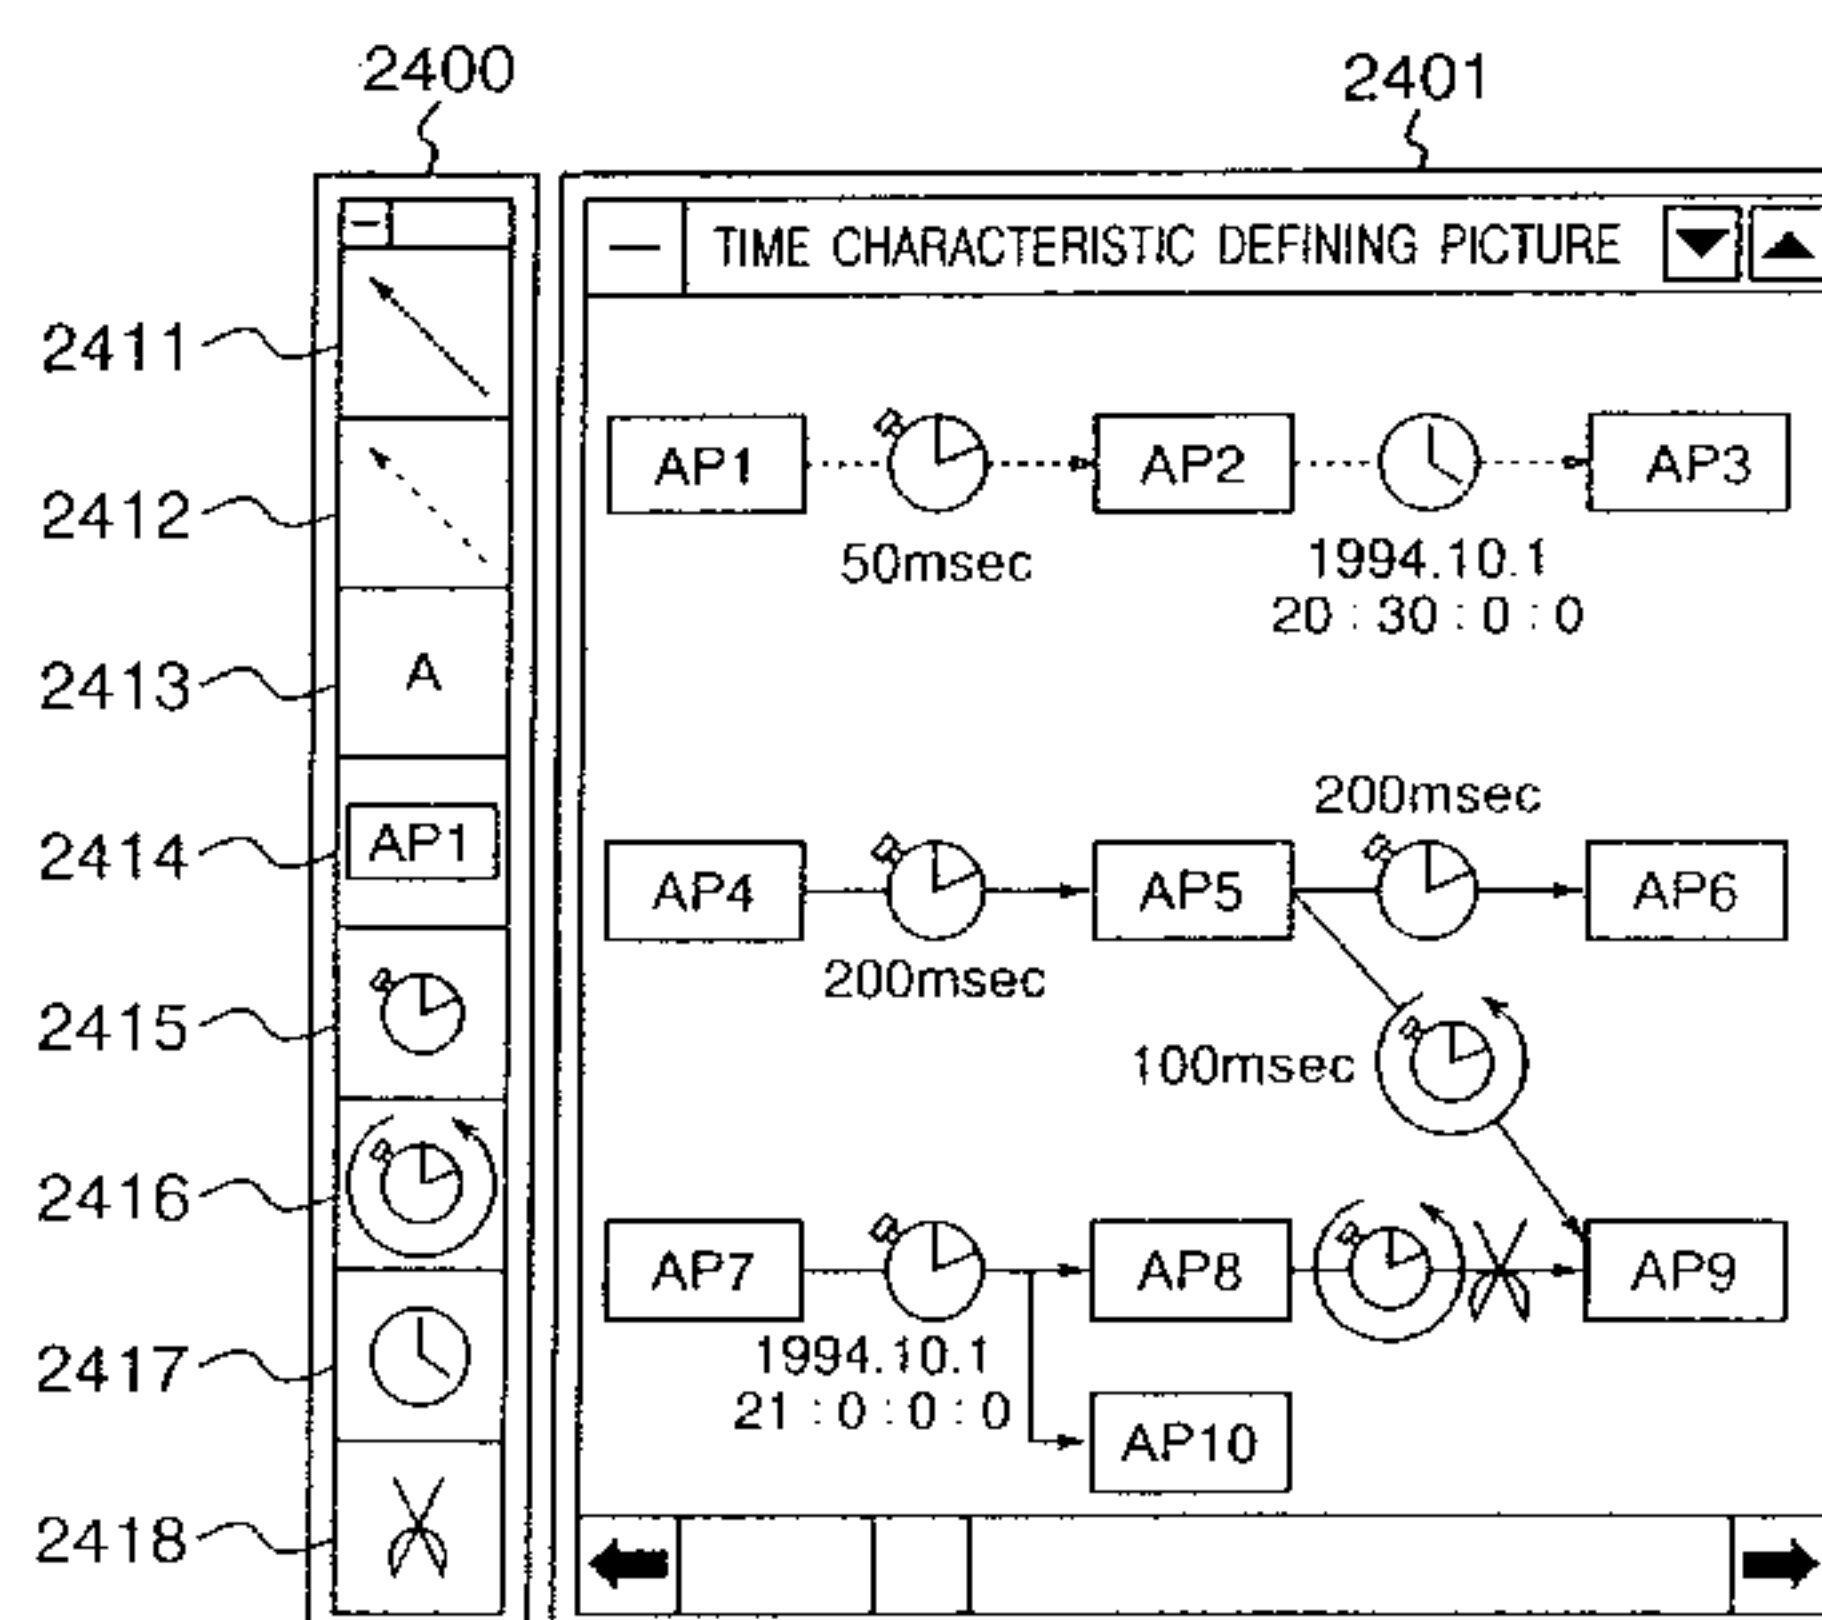 2400
2401
TIME CHARACTERISTIC DEFINING PICTURE
2411
2412
2413
A
2414
AP1
2415
2416
2417
2418
AP1
AP2
AP3
50msec
1994.10.1
20 : 30 : 0 : 0
200msec
AP4
AP5
AP6
200msec
100msec
AP7
AP8
AP9
1994.10.1
21 : 0 : 0 : 0
AP10